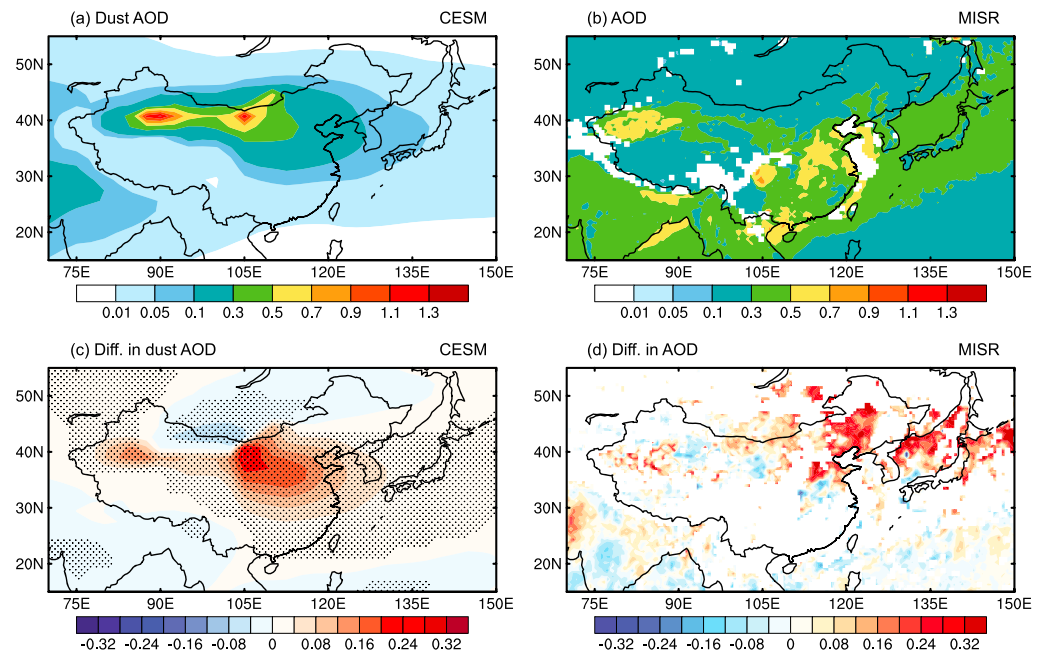 (a) Dust AOD CESM
50N
40N
30N
20N
75E 90E 105E 120E 135E 150E
0.01 0.05 0.1 0.3 0.5 0.7 0.9 1.1 1.3
(b) AOD MISR
50N
40N
30N
20N
75E 90E 105E 120E 135E 150E
0.01 0.05 0.1 0.3 0.5 0.7 0.9 1.1 1.3
(c) Diff. in dust AOD CESM
50N
40N
30N
20N
75E 90E 105E 120E 135E 150E
-0.32 -0.24 -0.16 -0.08 0 0.08 0.16 0.24 0.32
(d) Diff. in AOD MISR
50N
40N
30N
20N
75E 90E 105E 120E 135E 150E
-0.32 -0.24 -0.16 -0.08 0 0.08 0.16 0.24 0.32